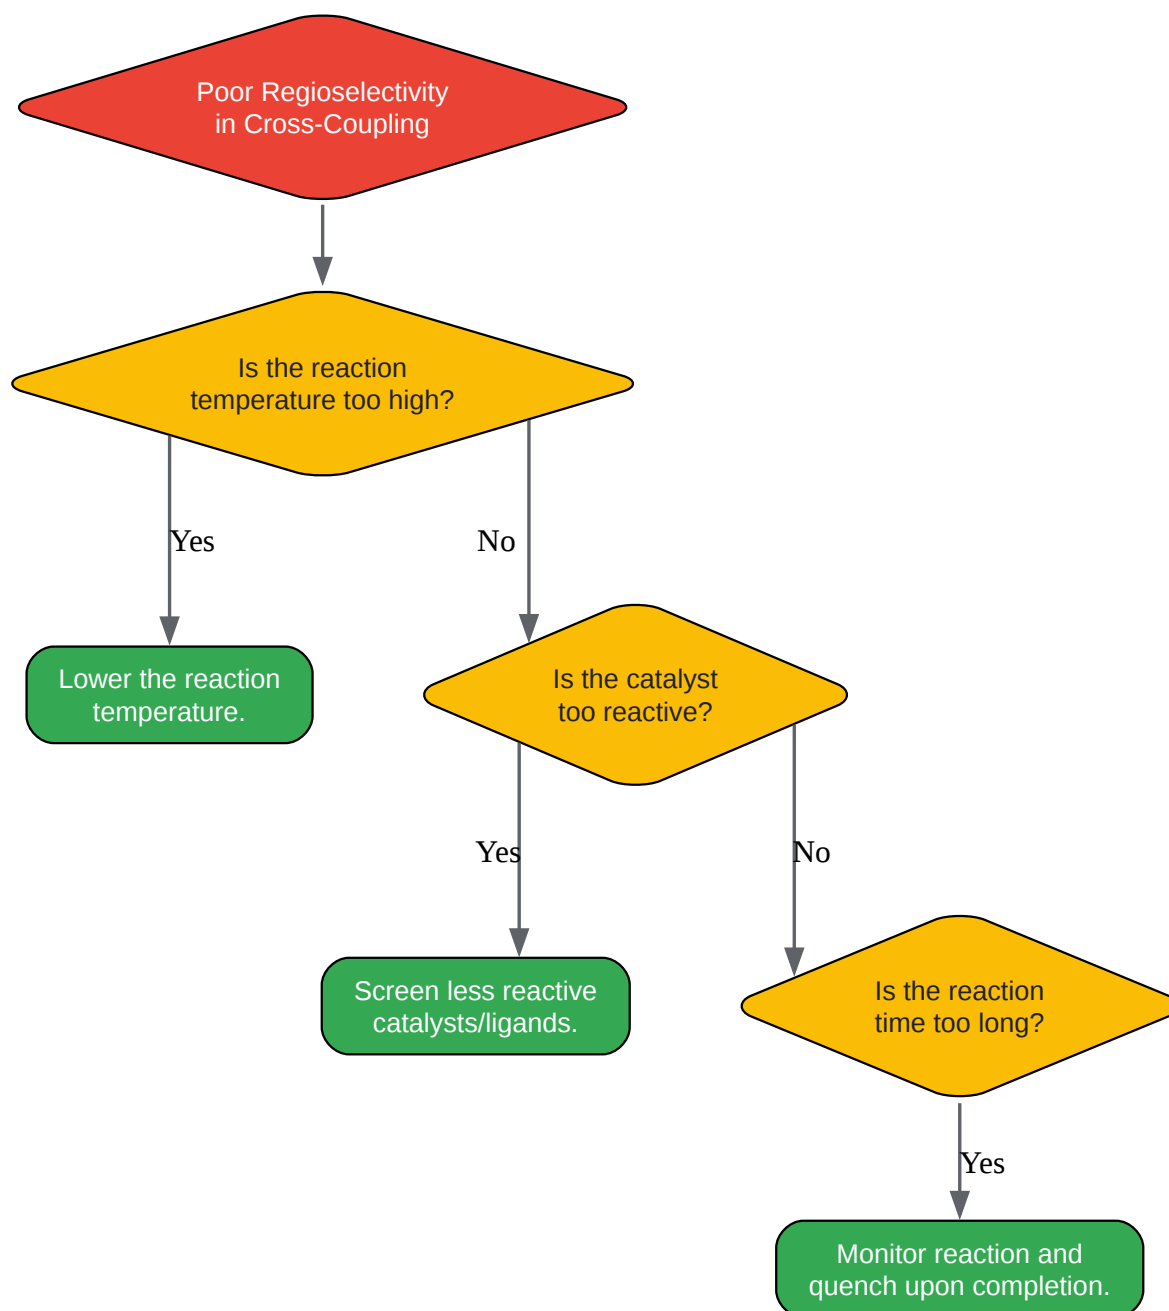 Poor Regioselectivity
in Cross-Coupling
Is the reaction
temperature too high?
Yes
No
Lower the reaction
temperature.
Is the catalyst
too reactive?
Yes
No
Screen less reactive
catalysts/ligands.
Is the reaction
time too long?
Yes
Monitor reaction and
quench upon completion.